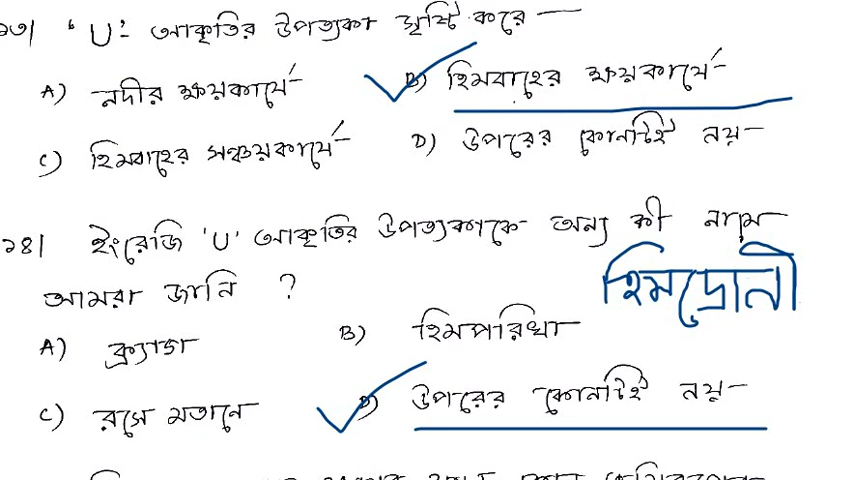 ১৩। 'U'- আকৃতির উপত্যকা সৃষ্টি করে —
A) নদীর ক্ষয়কার্যে B) হিমবাহের ক্ষয়কার্যে
C) হিমবাহের সঞ্চয়কার্যে D) উপরের কোনটিই নয়
১৪। ইংরেজি 'U' আকৃতির উপত্যকাকে অন্য কী নামে
আমরা জানি ?
হিমদ্রোনী
A) ক্র্যাগ B) হিমপরিখা
C) রসে মতানে D) উপরের কোনটিই নয়